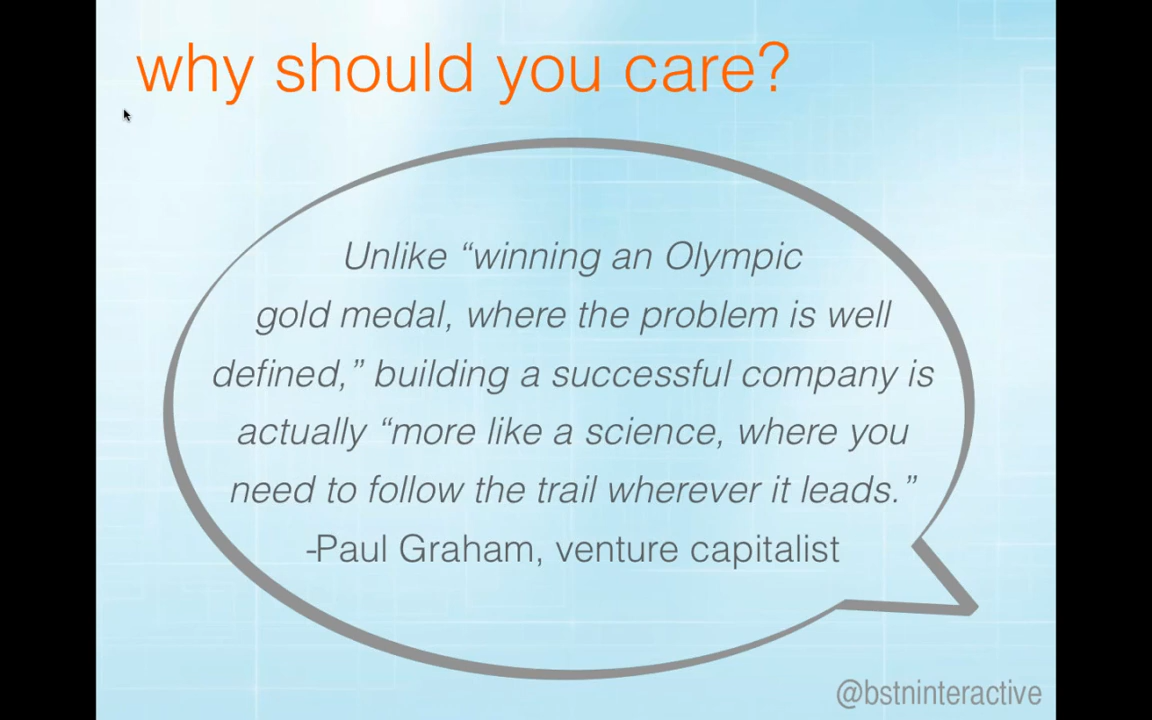 why should you care?
Unlike “winning an Olympic
gold medal, where the problem is well
defined,” building a successful company is
actually “more like a science, where you
need to follow the trail wherever it leads.”
-Paul Graham, venture capitalist
@bstninteractive